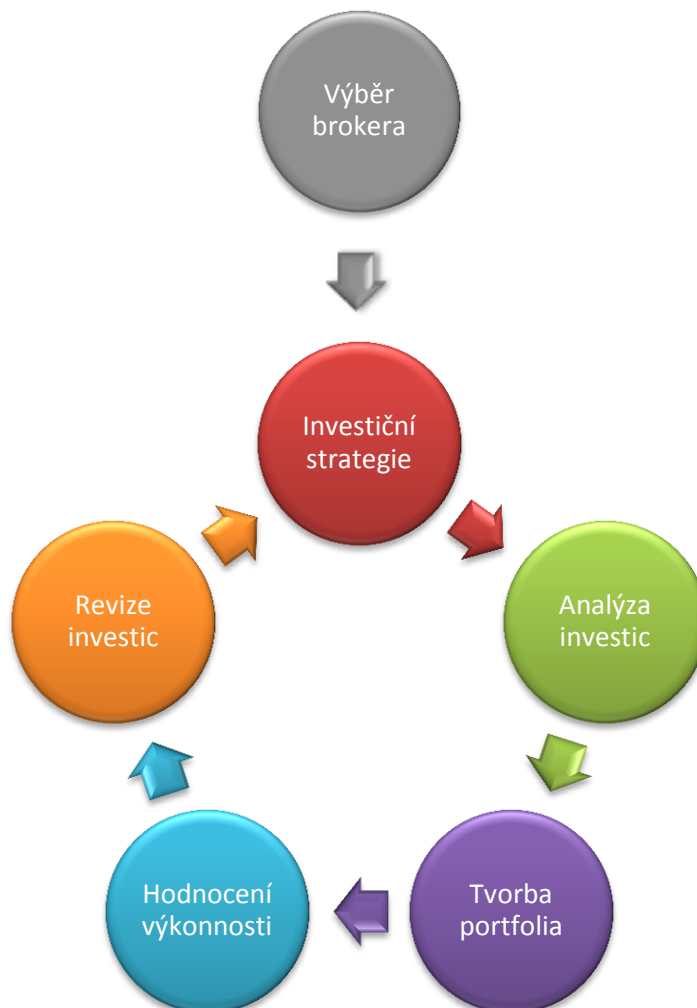 Výběr
brokera
Investiční
strategie
Revize
investic
Analýza
investic
Hodnocení
výkonnosti
Tvorba
portfolia